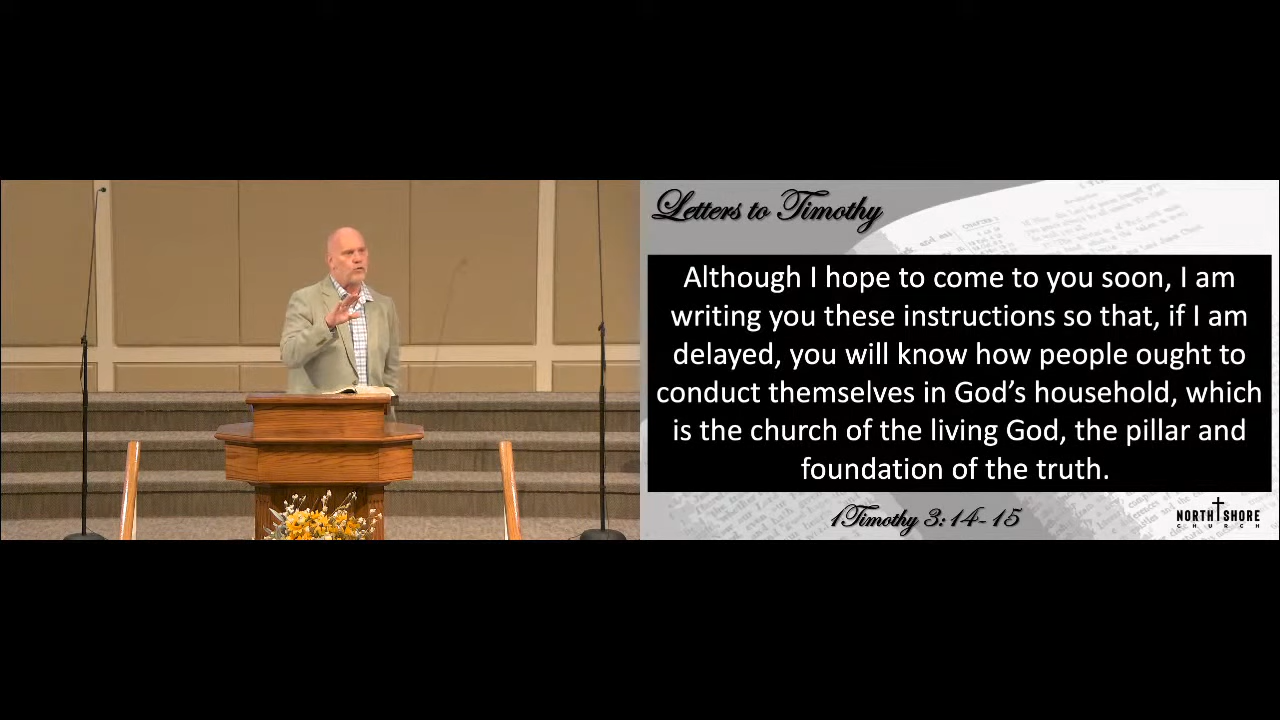 Letters to Timothy
Although I hope to come to you soon, I am
writing you these instructions so that, if I am
delayed, you will know how people ought to
conduct themselves in God’s household, which
is the church of the living God, the pillar and
foundation of the truth.
1Timothy 3:14-15
NORTH SHORE
CHURCH